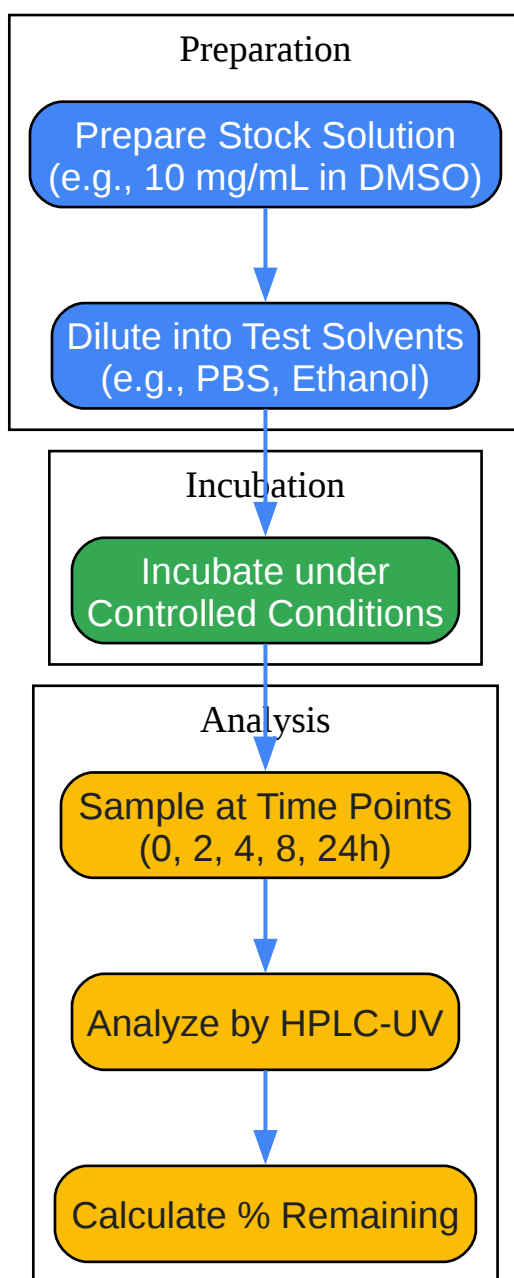 Preparation
Prepare Stock Solution
(e.g., 10 mg/mL in DMSO)
Dilute into Test Solvents
(e.g., PBS, Ethanol)
Incubation
Incubate under
Controlled Conditions
Analysis
Sample at Time Points
(0, 2, 4, 8, 24h)
Analyze by HPLC-UV
Calculate % Remaining